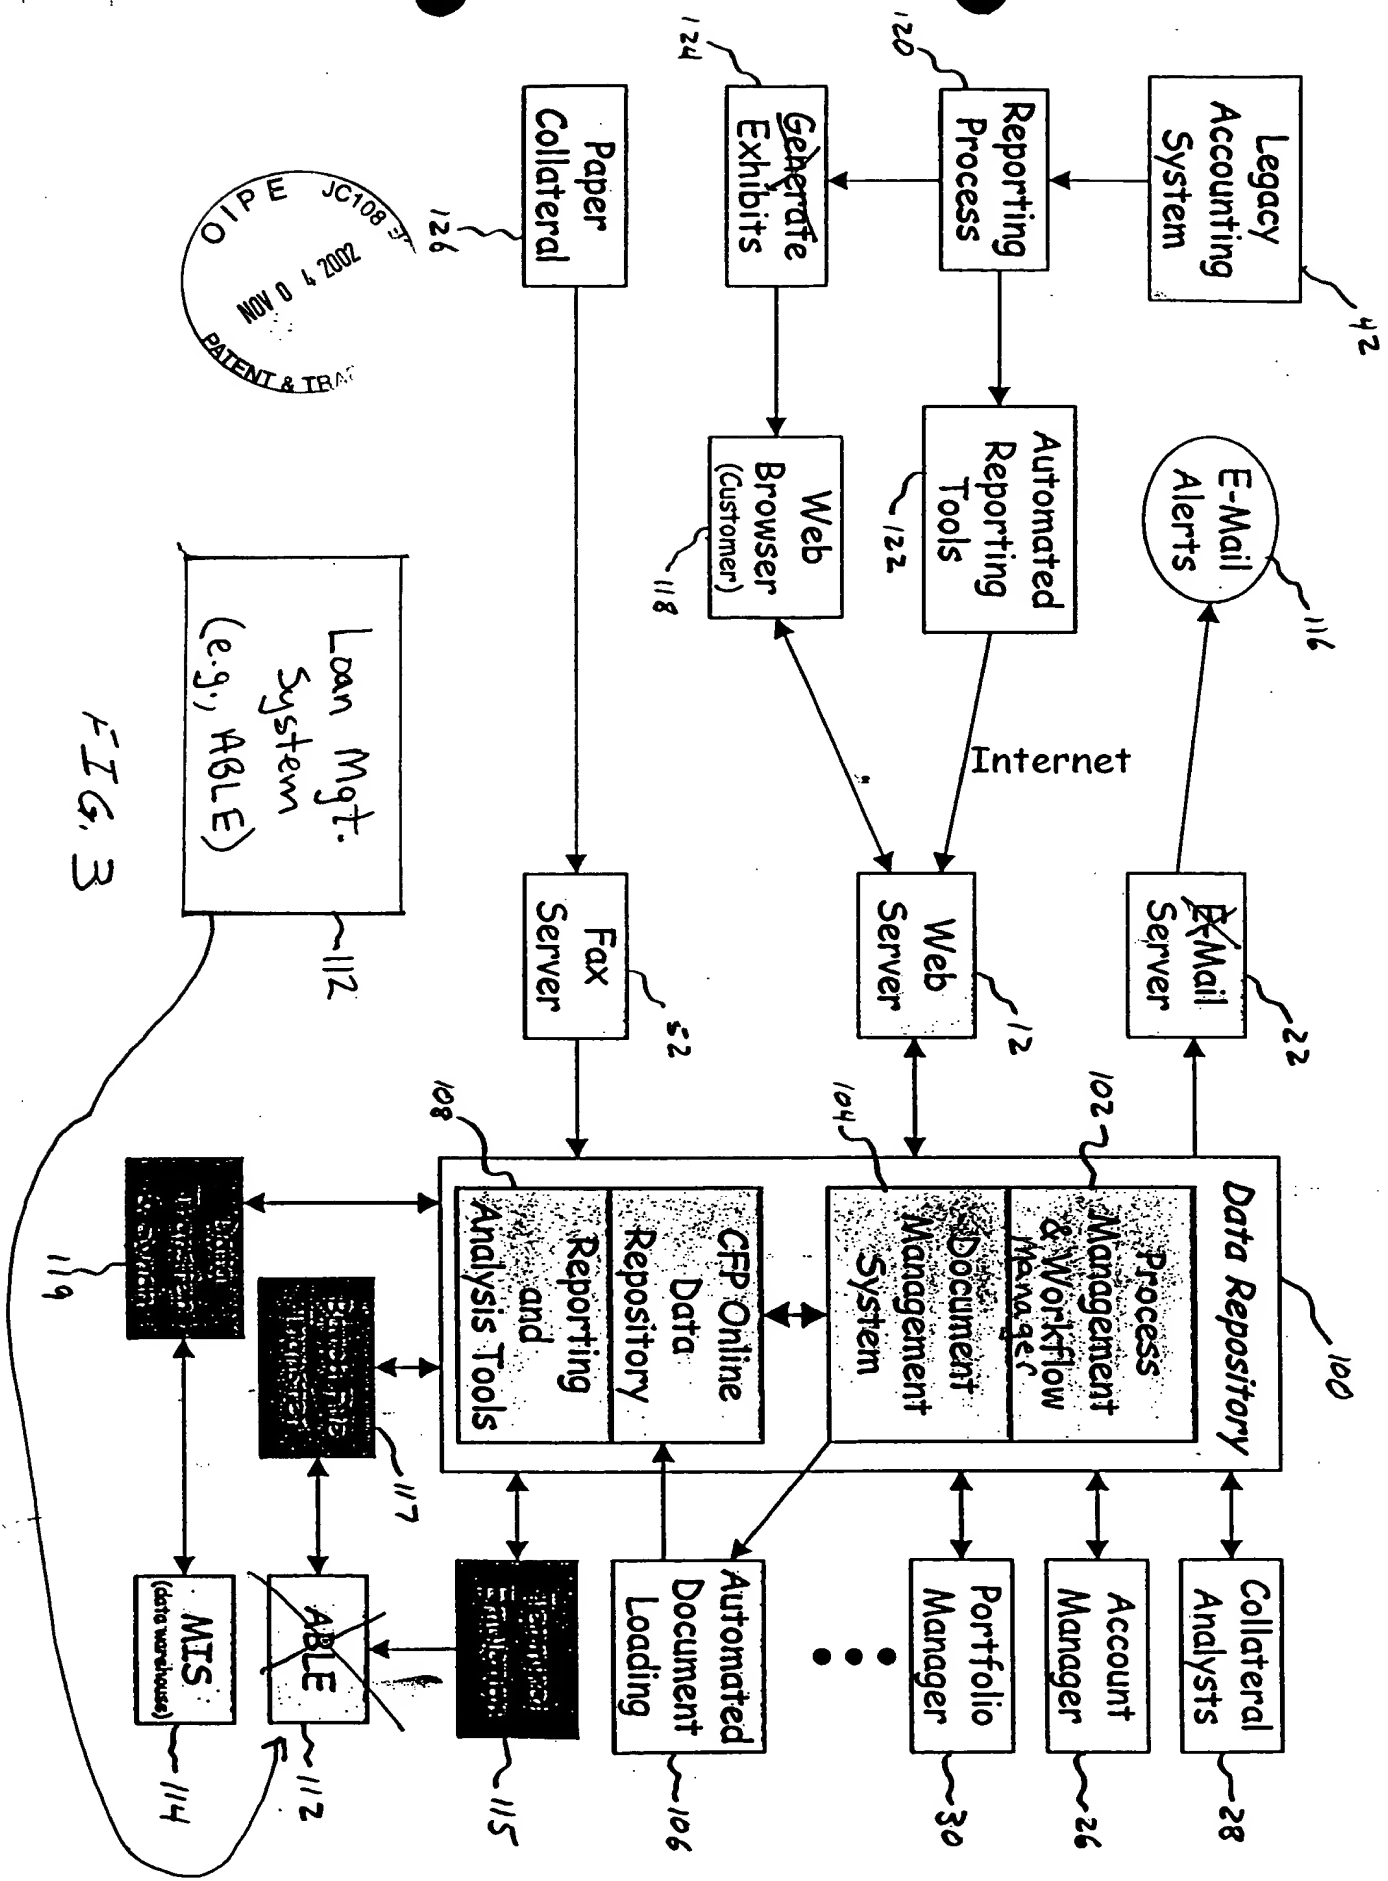 Legacy
Accounting
System
42
Reporting
Process
120
Generate
Exhibits
124
Paper
Collateral
126
OIPE JC108
NOV 04 2002
PATENT & TRA
E-Mail
Alerts
116
Automated
Reporting
Tools
122
Web
Browser
(Customer)
118
Internet
Loan Mgt.
System
(e.g., ABLE)
112
FIG. 3
E-Mail
Server
22
Web
Server
12
Fax
Server
52
Data Repository
100
Process
Management
& Workflow
Manager
102
Document
Management
System
104
CFP Online
Data
Repository
Reporting
and
Analysis Tools
108
119
117
115
Collateral
Analysts
28
Account
Manager
26
Portfolio
Manager
30
Automated
Document
Loading
106
ABLE
112
MIS
(data warehouse)
114